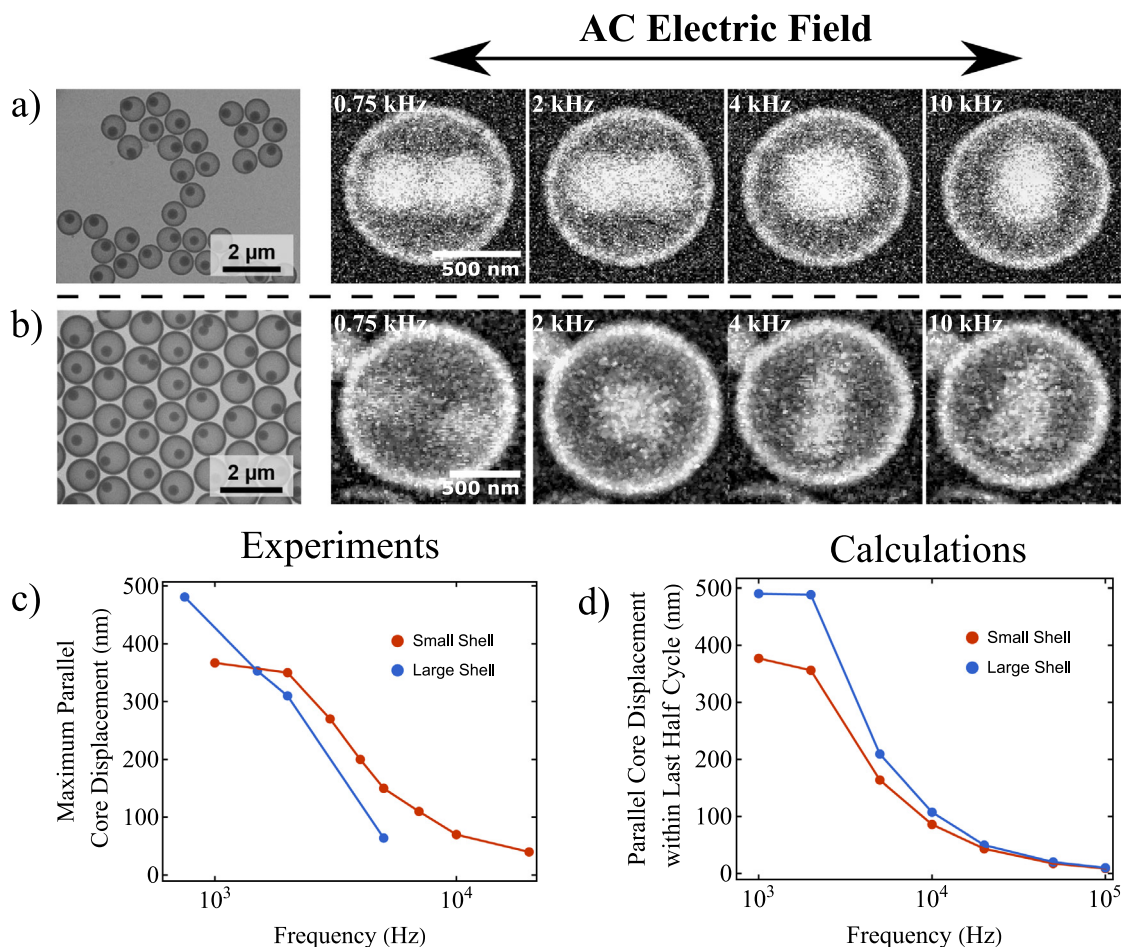 AC Electric Field
a)
0.75 kHz
2 kHz
4 kHz
10 kHz
2 µm
500 nm
b)
0.75 kHz
2 kHz
4 kHz
10 kHz
2 µm
500 nm
Experiments
Calculations
c)
Maximum Parallel
Core Displacement (nm)
500
400
300
200
100
0
Small Shell
Large Shell
10³
10⁴
Frequency (Hz)
d)
Parallel Core Displacement
within Last Half Cycle (nm)
500
400
300
200
100
0
Small Shell
Large Shell
10³
10⁴
10⁵
Frequency (Hz)